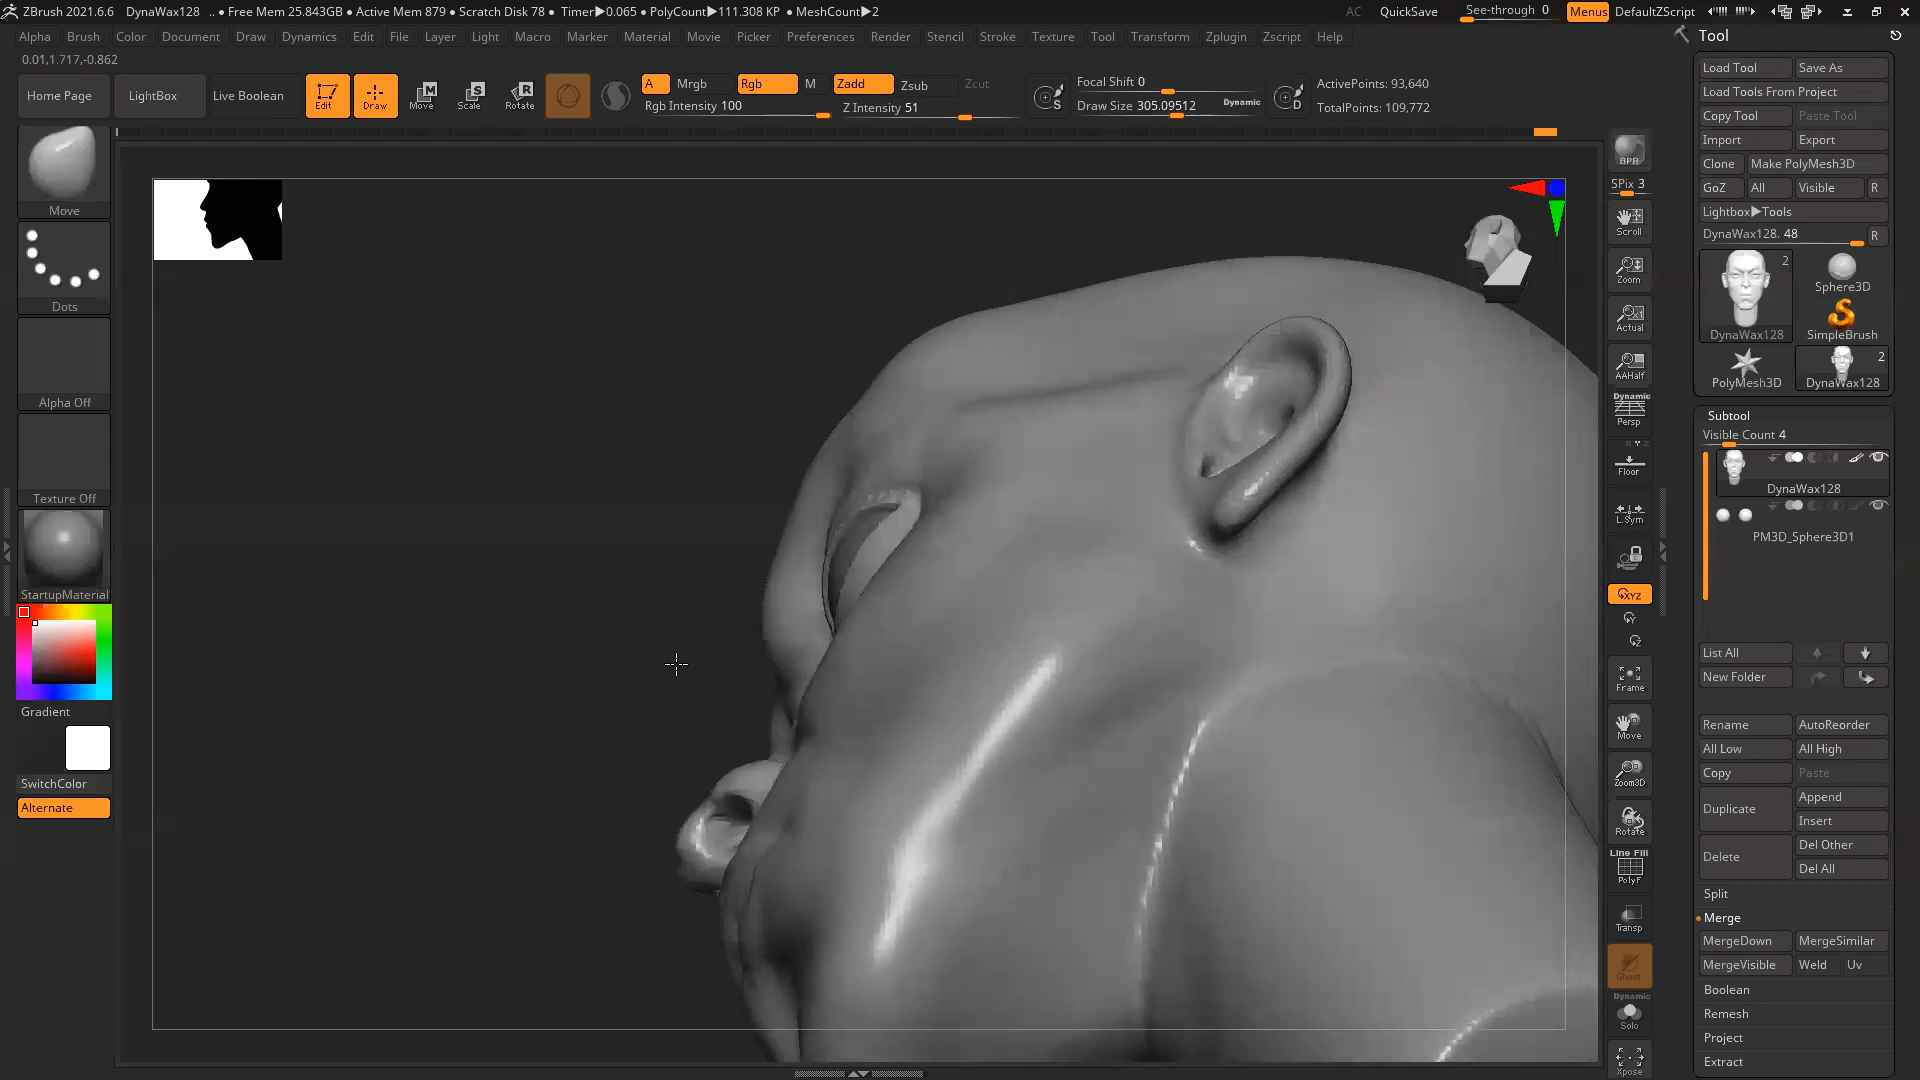 ZBrush 2021.6.6 DynaWax128 .. • Free Mem 25.843GB • Active Mem 879 • Scratch Disk 78 • Timer▶0.065 • PolyCount▶111.308 KP • MeshCount▶2 AC QuickSave See-through 0 Menus DefaultZScript
Alpha Brush Color Document Draw Dynamics Edit File Layer Light Macro Marker Material Movie Picker Preferences Render Stencil Stroke Texture Tool Transform Zplugin Zscript Help
0.01,1.717,-0.862
Home Page LightBox Live Boolean Edit Draw Move Scale Rotate
A Mrgb Rgb M Zadd Zsub Zcut
Rgb Intensity 100 Z Intensity 51
S Focal Shift 0
Draw Size 305.09512 Dynamic D
ActivePoints: 93,640
TotalPoints: 109,772
Move
Dots
Alpha Off
Texture Off
StartupMaterial
Gradient
SwitchColor
Alternate
BPR
SPix 3
Scroll
Zoom
Actual
AAHalf
Dynamic
Persp
Floor
L.Sym
XYZ
Y
Z
Frame
Move
Zoom3D
Rotate
Line Fill
PolyF
Transp
Ghost
Dynamic
Solo
Xpose
Tool
Load Tool Save As
Load Tools From Project
Copy Tool Paste Tool
Import Export
Clone Make PolyMesh3D
GoZ All Visible R
Lightbox▶Tools
DynaWax128. 48 R
2
DynaWax128
Sphere3D
SimpleBrush
PolyMesh3D
2
DynaWax128
Subtool
Visible Count 4
DynaWax128
PM3D_Sphere3D1
List All
New Folder
Rename AutoReorder
All Low All High
Copy Paste
Duplicate Append
Insert
Delete Del Other
Del All
Split
Merge
MergeDown MergeSimilar
MergeVisible Weld Uv
Boolean
Remesh
Project
Extract